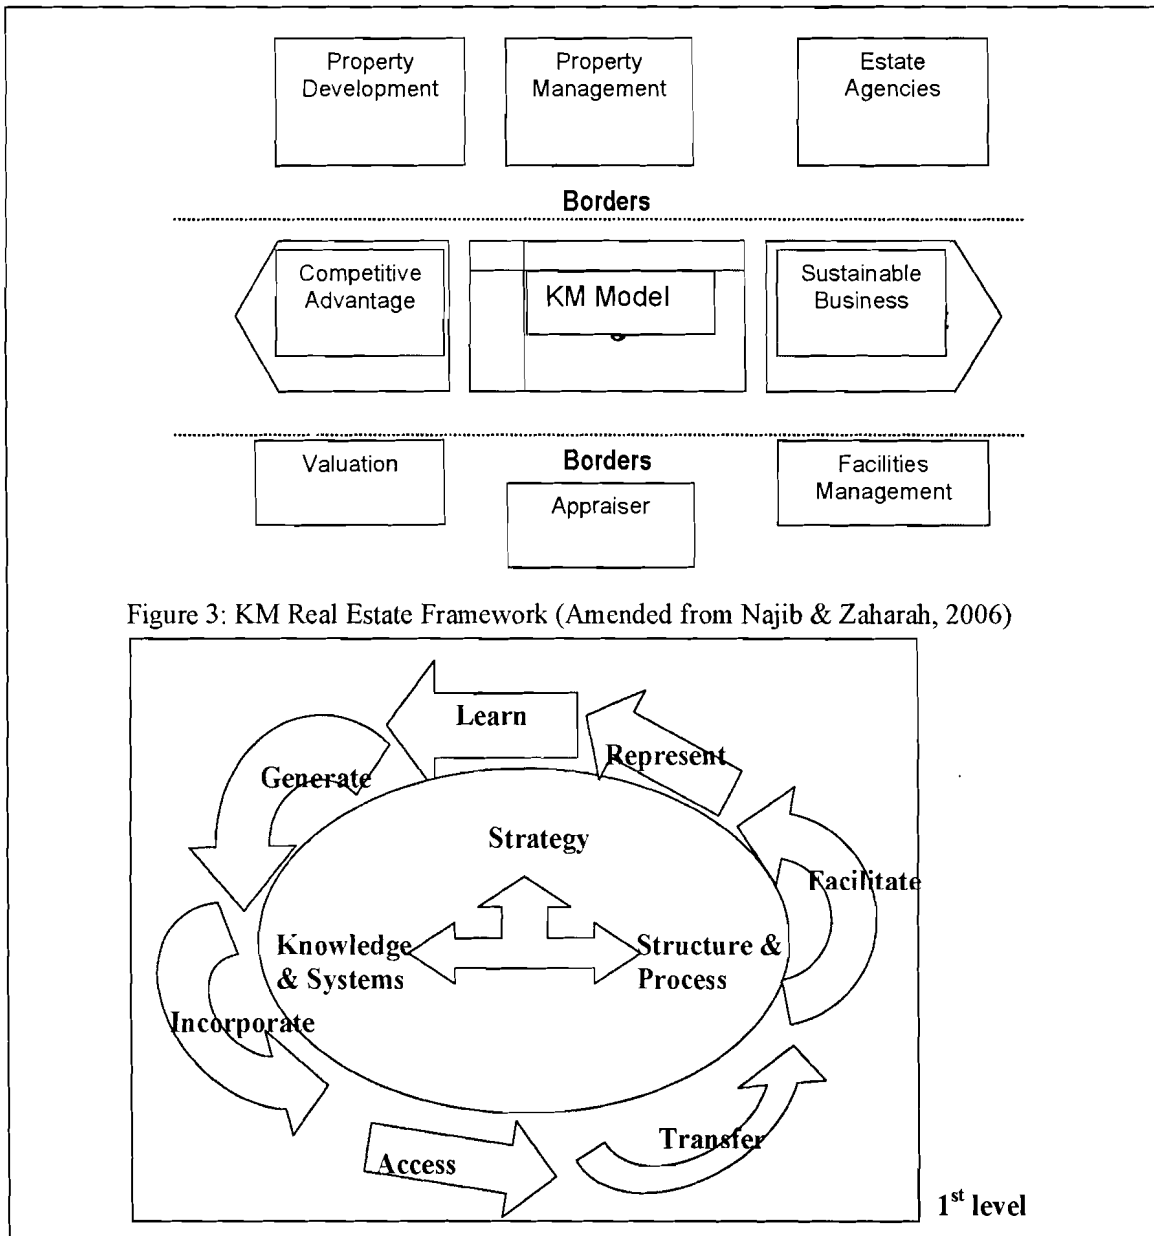 Property
Development
Property
Management
Estate
Agencies
Borders
Competitive
Advantage
KM Model
Sustainable
Business
Valuation
Borders
Appraiser
Facilities
Management
Figure 3: KM Real Estate Framework (Amended from Najib & Zaharah, 2006)
Learn
Represent
Generate
Strategy
Facilitate
Knowledge
& Systems
Structure &
Process
Incorporate
Transfer
Access
1st level